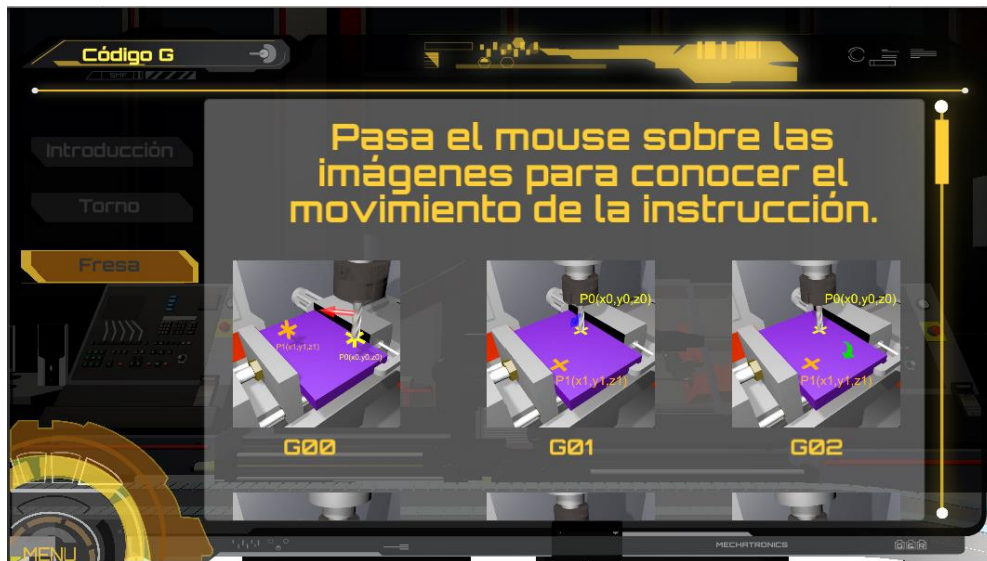 Código G
SMF
Introducción
Torno
Fresa
Pasa el mouse sobre las
imágenes para conocer el
movimiento de la instrucción.
P1(x1,y1,z1)
P0(x0,y0,z0)
G00
P0(x0,y0,z0)
P1(x1,y1,z1)
G01
P0(x0,y0,z0)
P1(x1,y1,z1)
G02
MENU
MECHATRONICS